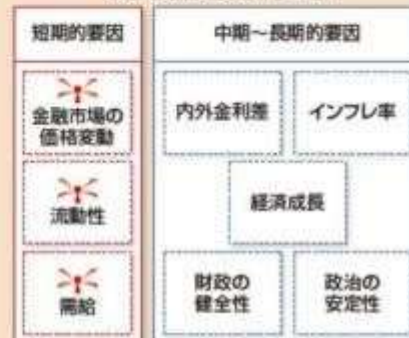 短期的要因
中期～長期的要因
金融市場の
価格変動
内外金利差
インフレ率
流動性
経済成長
需給
財政の
健全性
政治の
安定性